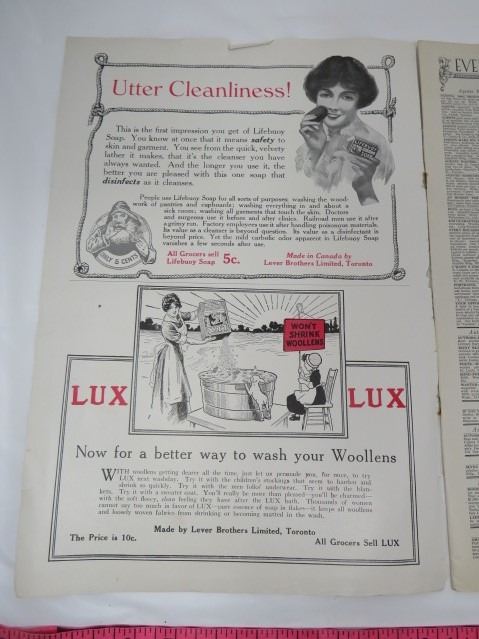 Utter Cleanliness!
This is the first impression you get of Lifebuoy
Soap. You know at once that it means safety to
skin and garment. You see from the quick, velvety
lather it makes, that it's the cleanser you have
always wanted. And the longer you use it, the
better you are pleased with this one soap that
disinfects as it cleanses.
LIFEBUOY
SOAP
People use Lifebuoy Soap for all sorts of purposes: washing the wood-
work of pantries and cupboards; washing everything in and about a
sick room; washing all garments that touch the skin. Doctors
and surgeons use it before and after clinics. Railroad men use it after
a grimy run. Factory employees use it after handling poisonous materials.
Its value as a cleanser is beyond question. Its value as a disinfectant is
beyond price. Yet the mild carbolic odor apparent in Lifebuoy Soap
vanishes a few seconds after use.
ONLY 5 CENTS
All Grocers sell
Lifebuoy Soap 5c.
Made in Canada by
Lever Brothers Limited, Toronto
WON'T
SHRINK
WOOLLENS
LUX
LUX
Now for a better way to wash your Woollens
WITH woollens getting dearer all the time, just let us persuade you, for once, to try
LUX next washday. Try it with the children's stockings that seem to harden and
shrink so quickly. Try it with the men folks' underwear. Try it with the blan-
kets. Try it with a sweater coat. You'll really be more than pleased—you'll be charmed—
with the soft fleecy, clean feeling they have after the LUX bath. Thousands of women
cannot say too much in favor of LUX—pure essence of soap in flakes—it keeps all woollens
and loosely woven fabrics from shrinking or becoming matted in the wash.
Made by Lever Brothers Limited, Toronto
The Price is 10c.
All Grocers Sell LUX
EVE